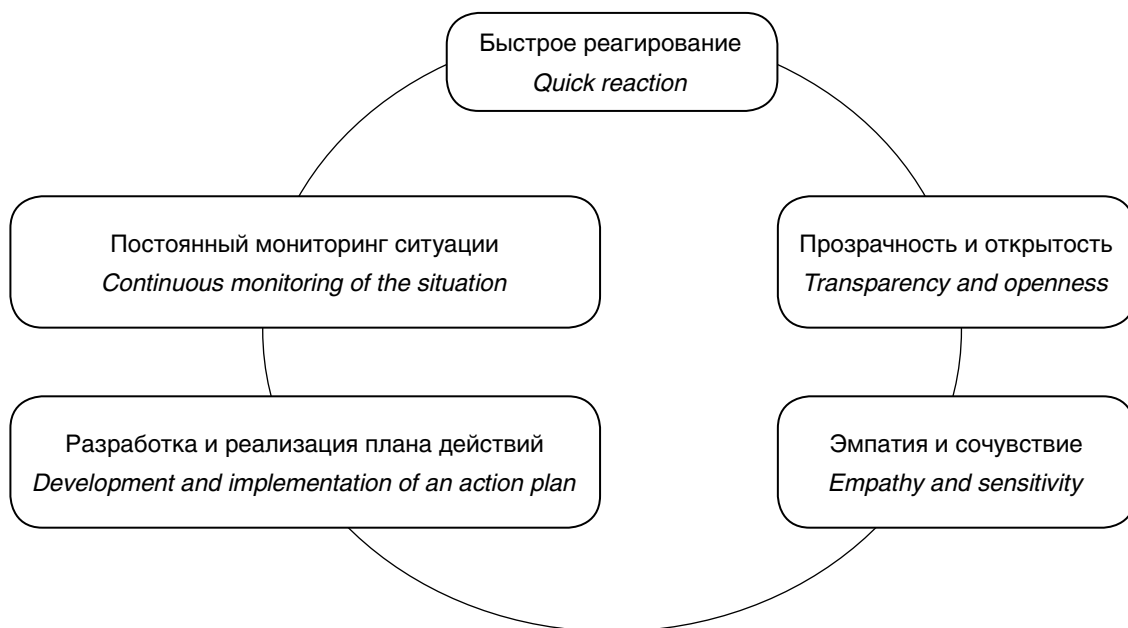 Быстрое реагирование
Quick reaction
Постоянный мониторинг ситуации
Continuous monitoring of the situation
Прозрачность и открытость
Transparency and openness
Разработка и реализация плана действий
Development and implementation of an action plan
Эмпатия и сочувствие
Empathy and sensitivity